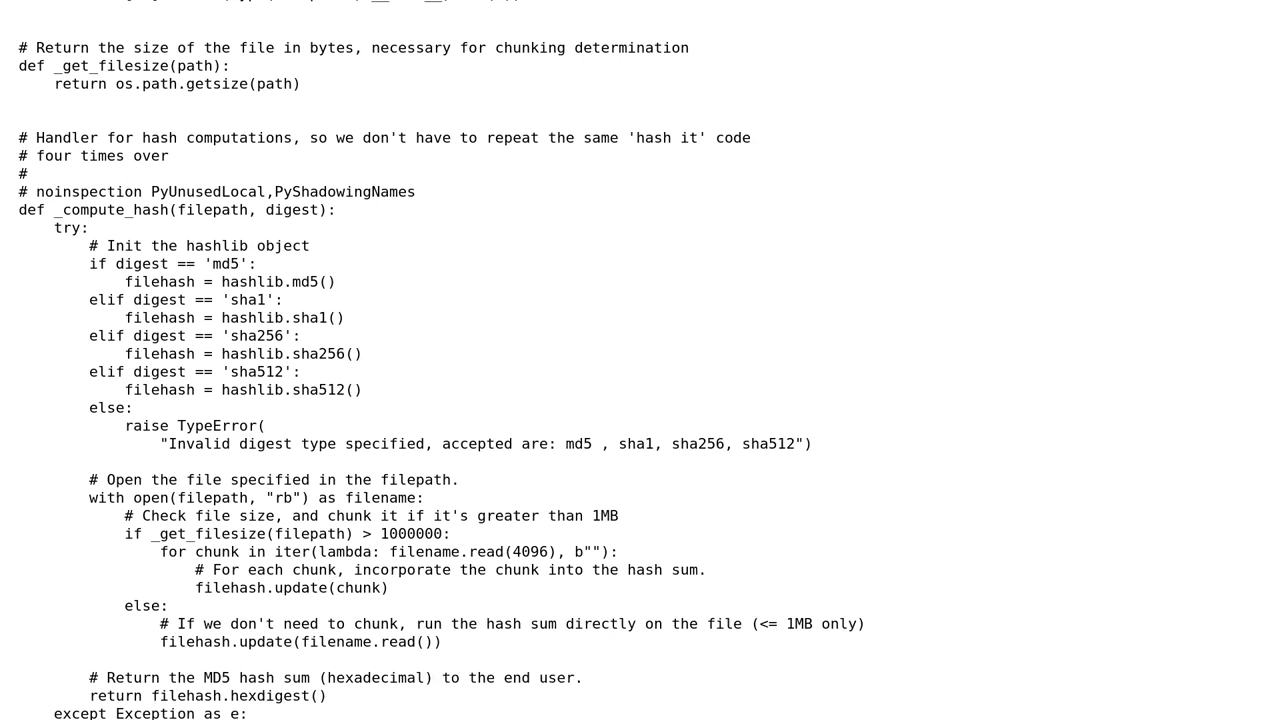 # Return the size of the file in bytes, necessary for chunking determination
def _get_filesize(path):
    return os.path.getsize(path)


# Handler for hash computations, so we don't have to repeat the same 'hash it' code
# four times over
#
# noinspection PyUnusedLocal,PyShadowingNames
def _compute_hash(filepath, digest):
    try:
        # Init the hashlib object
        if digest == 'md5':
            filehash = hashlib.md5()
        elif digest == 'sha1':
            filehash = hashlib.sha1()
        elif digest == 'sha256':
            filehash = hashlib.sha256()
        elif digest == 'sha512':
            filehash = hashlib.sha512()
        else:
            raise TypeError(
                "Invalid digest type specified, accepted are: md5 , sha1, sha256, sha512")

        # Open the file specified in the filepath.
        with open(filepath, "rb") as filename:
            # Check file size, and chunk it if it's greater than 1MB
            if _get_filesize(filepath) > 1000000:
                for chunk in iter(lambda: filename.read(4096), b""):
                    # For each chunk, incorporate the chunk into the hash sum.
                    filehash.update(chunk)
            else:
                # If we don't need to chunk, run the hash sum directly on the file (<= 1MB only)
                filehash.update(filename.read())

        # Return the MD5 hash sum (hexadecimal) to the end user.
        return filehash.hexdigest()
    except Exception as e: